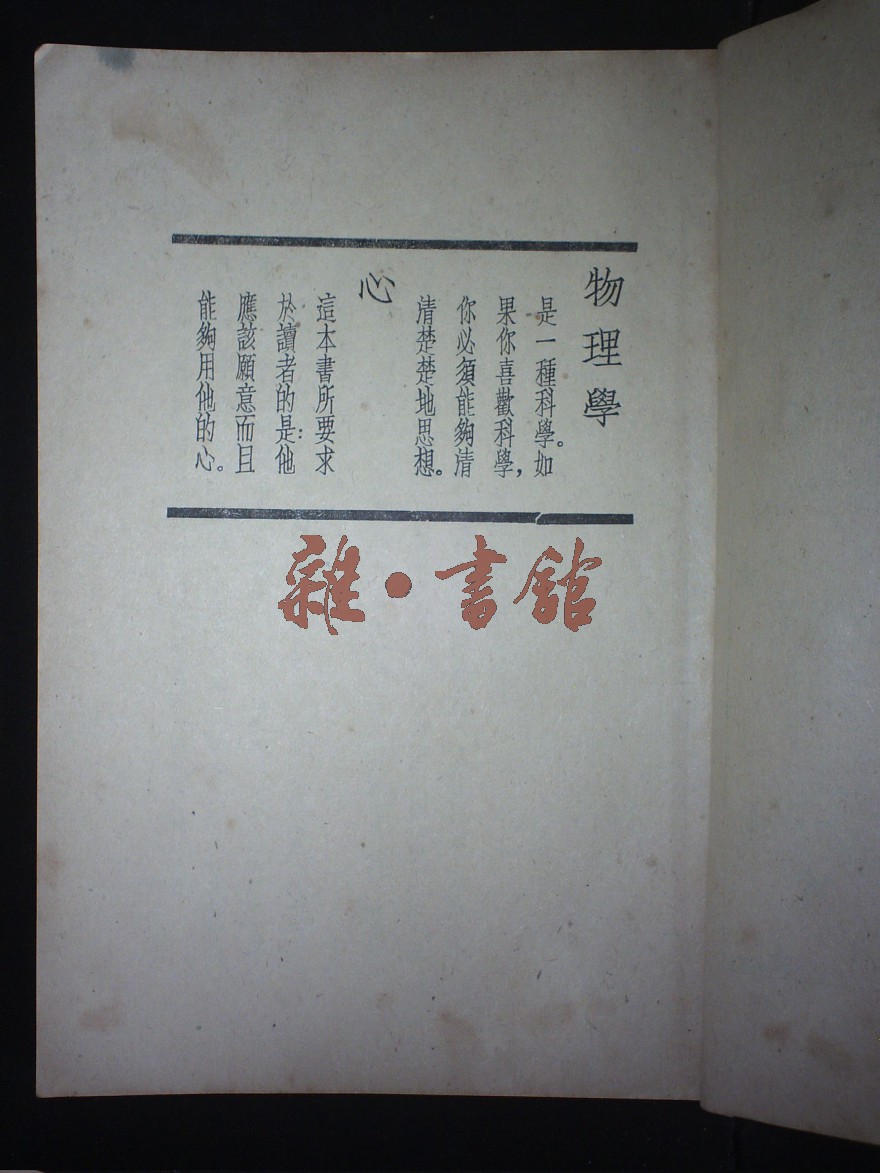 物理學
是一種科學。如
果你喜歡科學，
你必須能夠清
清楚楚地思想。
心
這本書所要求
於讀者的是：他
應該願意而且
能夠用他的心。
雜·書館